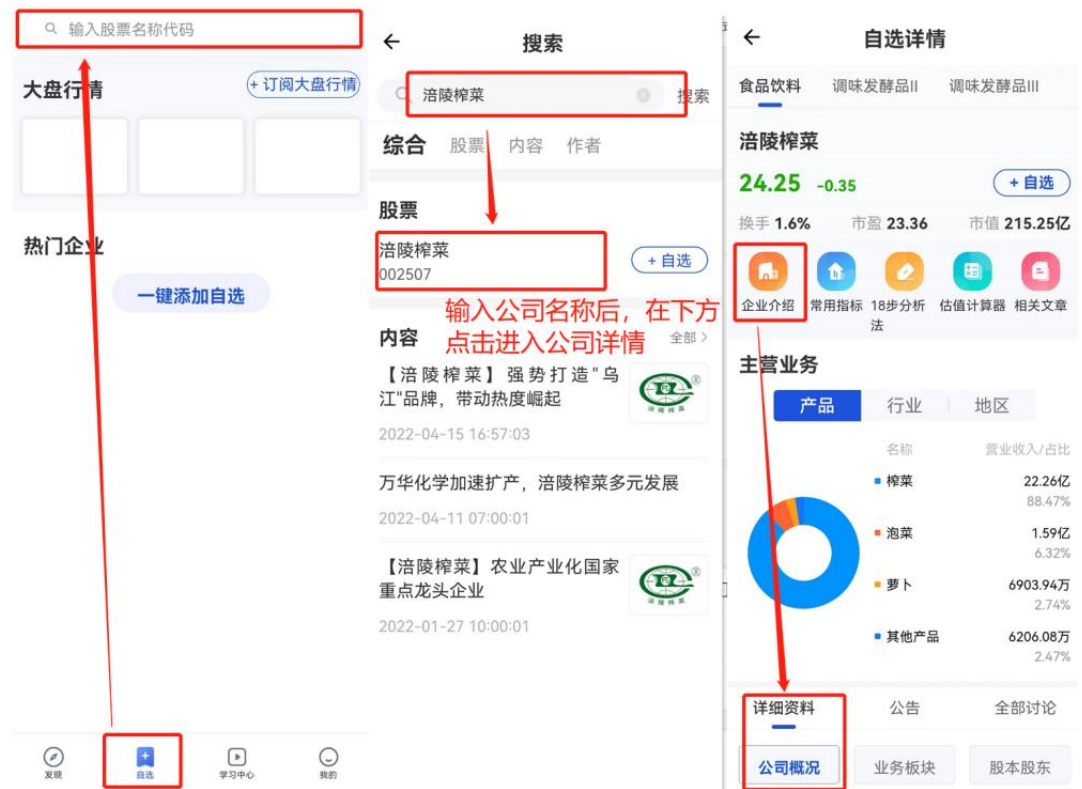 输入股票名称代码
大盘行情
+ 订阅大盘行情
热门企业
一键添加自选
发现
自选
学习中心
我的
搜索
涪陵榨菜
搜索
综合 股票 内容 作者
股票
涪陵榨菜
002507
+ 自选
输入公司名称后，在下方
点击进入公司详情
内容
全部 >
【涪陵榨菜】强势打造"乌
江"品牌，带动热度崛起
2022-04-15 16:57:03
万华化学加速扩产，涪陵榨菜多元发展
2022-04-11 07:00:01
【涪陵榨菜】农业产业化国家
重点龙头企业
2022-01-27 10:00:01
自选详情
食品饮料 调味发酵品II 调味发酵品III
涪陵榨菜
24.25 -0.35
+ 自选
换手 1.6% 市盈 23.36 市值 215.25亿
企业介绍 常用指标 18步分析法 估值计算器 相关文章
主营业务
产品 行业 地区
名称 营业收入/占比
榨菜 22.26亿
88.47%
泡菜 1.59亿
6.32%
萝卜 6903.94万
2.74%
其他产品 6206.08万
2.47%
详细资料 公告 全部讨论
公司概况 业务板块 股本股东